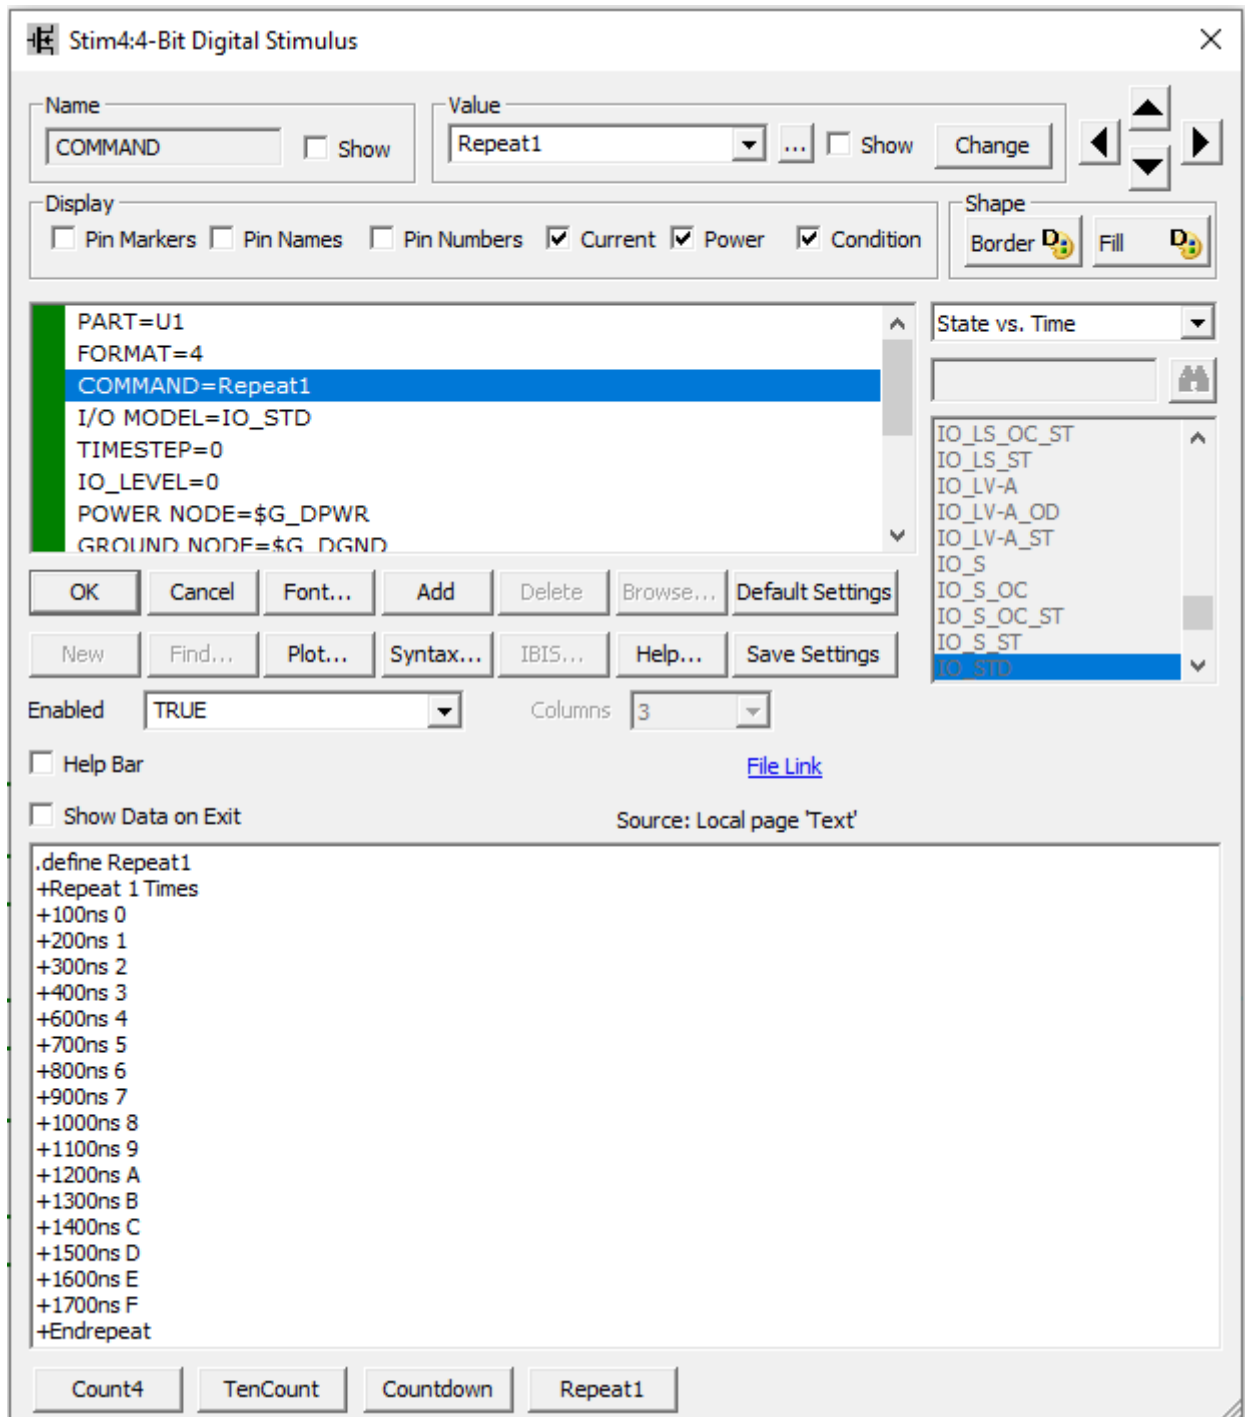 Stim4:4-Bit Digital Stimulus
Name
COMMAND
Show
Value
Repeat1
...
Show
Change
Display
Pin Markers
Pin Names
Pin Numbers
Current
Power
Condition
Shape
Border
Fill
PART=U1
FORMAT=4
COMMAND=Repeat1
I/O MODEL=IO_STD
TIMESTEP=0
IO_LEVEL=0
POWER NODE=$G_DPWR
GROUND NODE=$G_DGND
State vs. Time
IO_LS_OC_ST
IO_LS_ST
IO_LV-A
IO_LV-A_OD
IO_LV-A_ST
IO_S
IO_S_OC
IO_S_OC_ST
IO_S_ST
IO_STD
OK
Cancel
Font...
Add
Delete
Browse...
Default Settings
New
Find...
Plot...
Syntax...
IBIS...
Help...
Save Settings
Enabled
TRUE
Columns
3
Help Bar
File Link
Show Data on Exit
Source: Local page 'Text'
.define Repeat1
+Repeat 1 Times
+100ns 0
+200ns 1
+300ns 2
+400ns 3
+600ns 4
+700ns 5
+800ns 6
+900ns 7
+1000ns 8
+1100ns 9
+1200ns A
+1300ns B
+1400ns C
+1500ns D
+1600ns E
+1700ns F
+Endrepeat
Count4
TenCount
Countdown
Repeat1